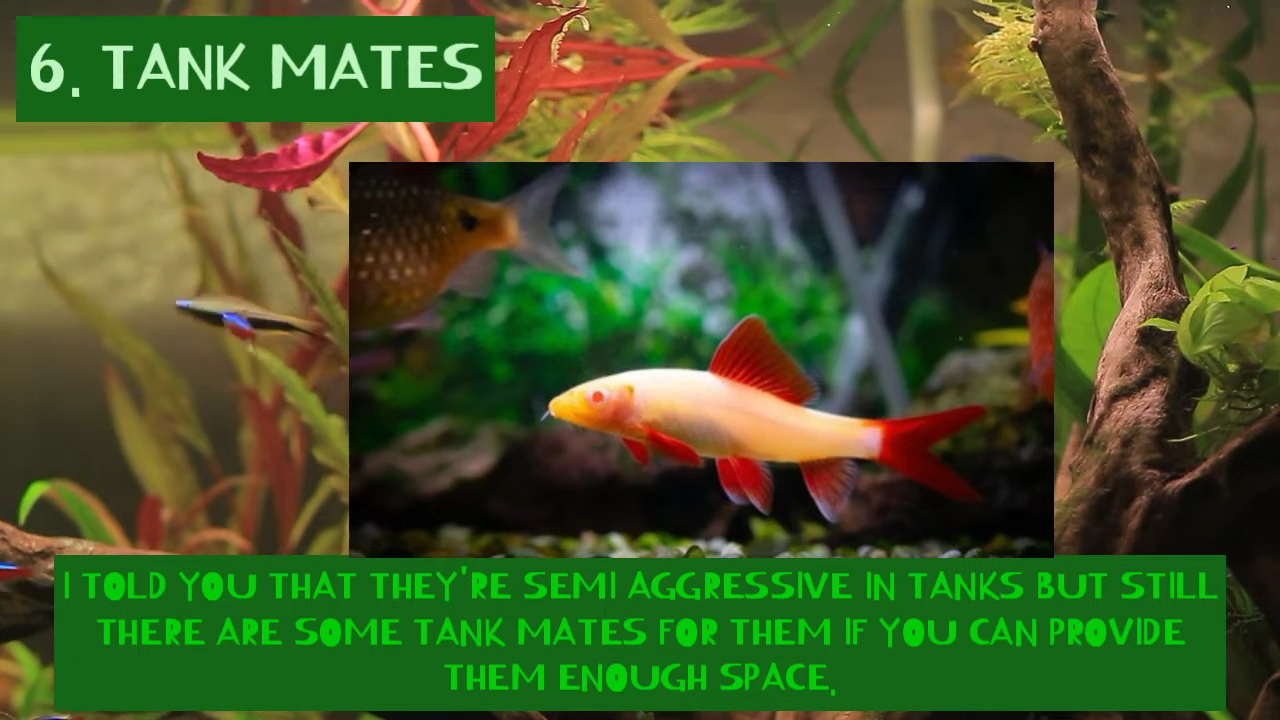 6. TANK MATES
I TOLD YOU THAT THEY'RE SEMI AGGRESSIVE IN TANKS BUT STILL
THERE ARE SOME TANK MATES FOR THEM IF YOU CAN PROVIDE
THEM ENOUGH SPACE.